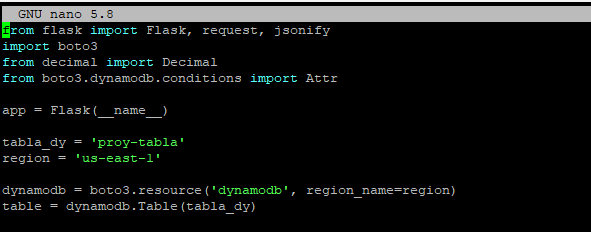 GNU nano 5.8
from flask import Flask, request, jsonify
import boto3
from decimal import Decimal
from boto3.dynamodb.conditions import Attr
app = Flask(__name__)
tabla_dy = 'proy-tabla'
region = 'us-east-1'
dynamodb = boto3.resource('dynamodb', region_name=region)
table = dynamodb.Table(tabla_dy)